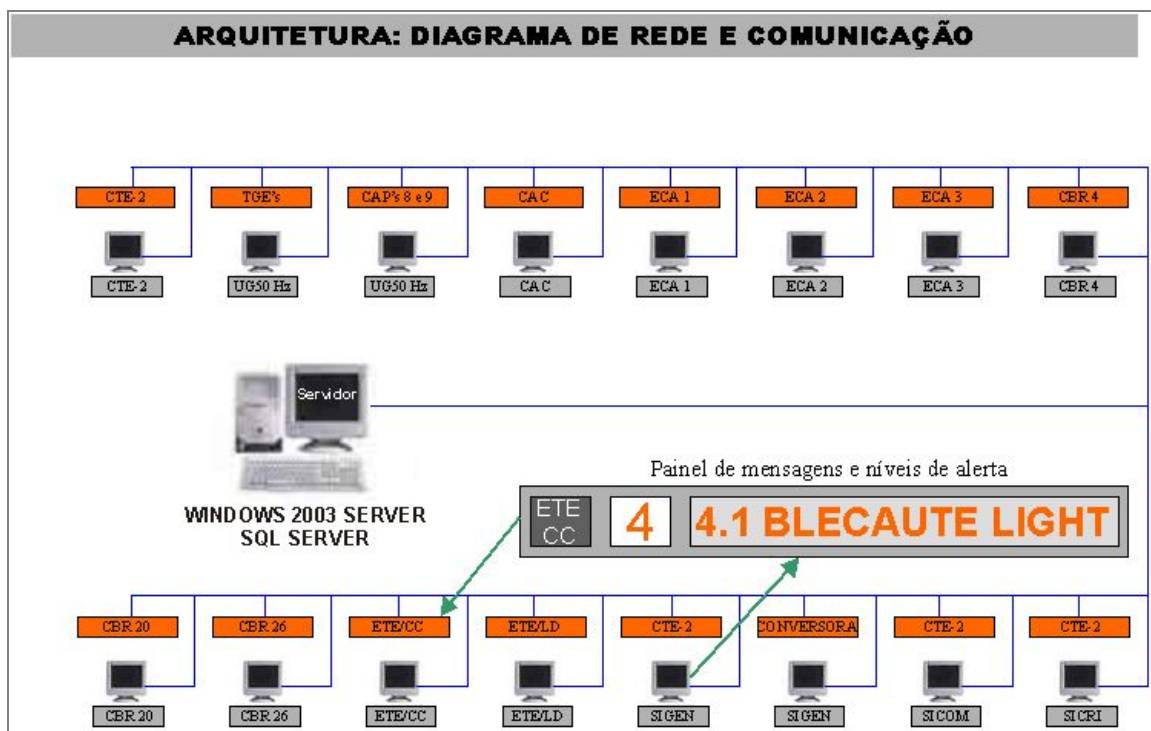 ARQUITETURA: DIAGRAMA DE REDE E COMUNICAÇÃO
CTE-2 TGE's CAP's 8 e 9 CAC ECA 1 ECA 2 ECA 3 CBR 4
CTE-2 UG50 Hz UG50 Hz CAC ECA 1 ECA 2 ECA 3 CBR 4
Servidor
WINDOWS 2003 SERVER
SQL SERVER
Painel de mensagens e níveis de alerta
ETE
CC
4
4.1 BLECAUTE LIGHT
CBR 20 CBR 26 ETE/CC ETE/LD CTE-2 CONVERSORA CTE-2 CTE-2
CBR 20 CBR 26 ETE/CC ETE/LD SIGEN SIGEN SICOM SICRI